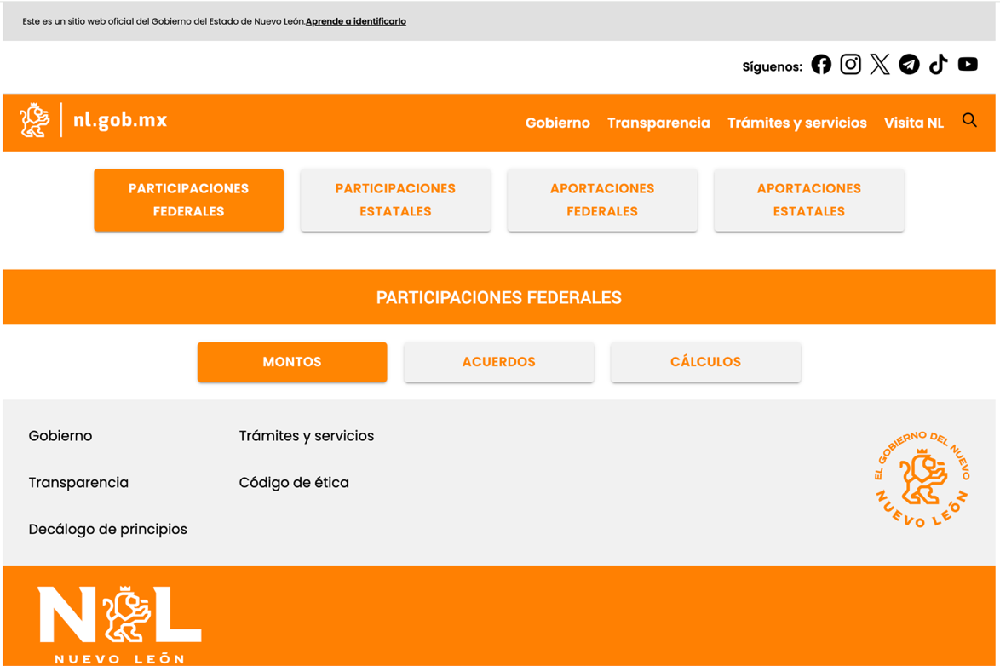 Este es un sitio web oficial del Gobierno del Estado de Nuevo León.Aprende a identificarlo
Síguenos:
nl.gob.mx
Gobierno Transparencia Trámites y servicios Visita NL
PARTICIPACIONES FEDERALES
PARTICIPACIONES ESTATALES
APORTACIONES FEDERALES
APORTACIONES ESTATALES
PARTICIPACIONES FEDERALES
MONTOS
ACUERDOS
CÁLCULOS
Gobierno
Trámites y servicios
Transparencia
Código de ética
Decálogo de principios
EL GOBIERNO DEL NUEVO
NUEVO LEÓN
NL
NUEVO LEÓN